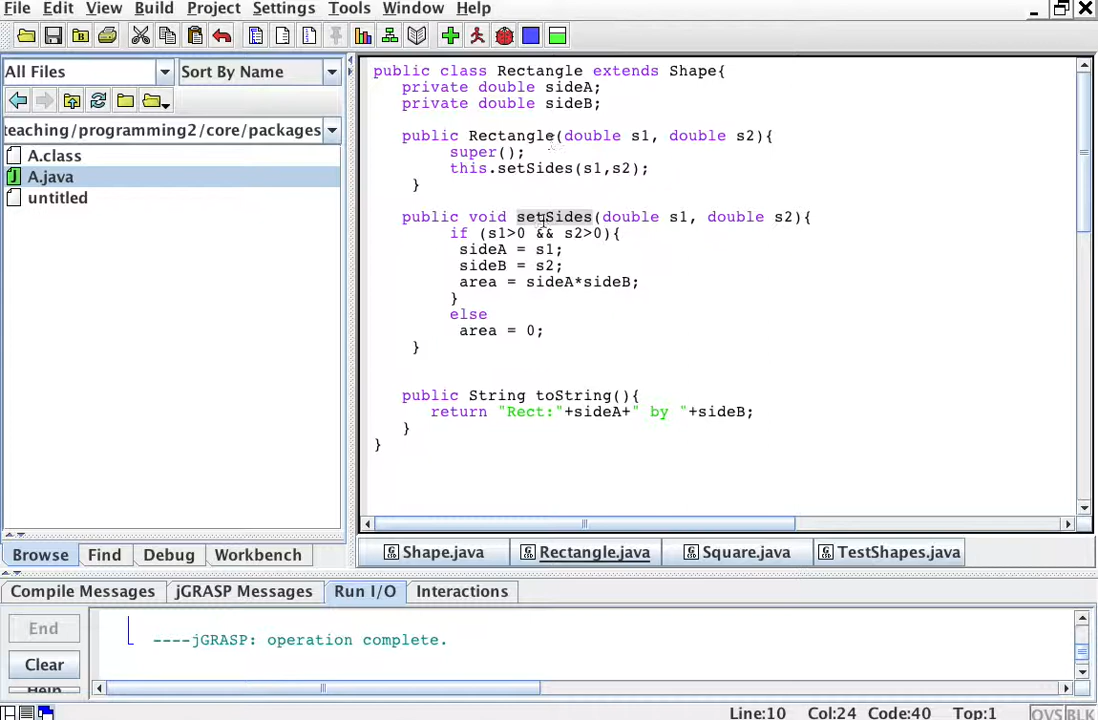 File Edit View Build Project Settings Tools Window Help
All Files Sort By Name
teaching/programming2/core/packages
A.class
A.java
untitled
public class Rectangle extends Shape{
private double sideA;
private double sideB;
public Rectangle(double s1, double s2){
super();
this.setSides(s1,s2);
}
public void setSides(double s1, double s2){
if (s1>0 && s2>0){
sideA = s1;
sideB = s2;
area = sideA*sideB;
}
else
area = 0;
}
public String toString(){
return "Rect:"+sideA+" by "+sideB;
}
}
Browse Find Debug Workbench
Shape.java Rectangle.java Square.java TestShapes.java
Compile Messages jGRASP Messages Run I/O Interactions
End
Clear
Help
----jGRASP: operation complete.
Line:10 Col:24 Code:40 Top:1 OVS BLK